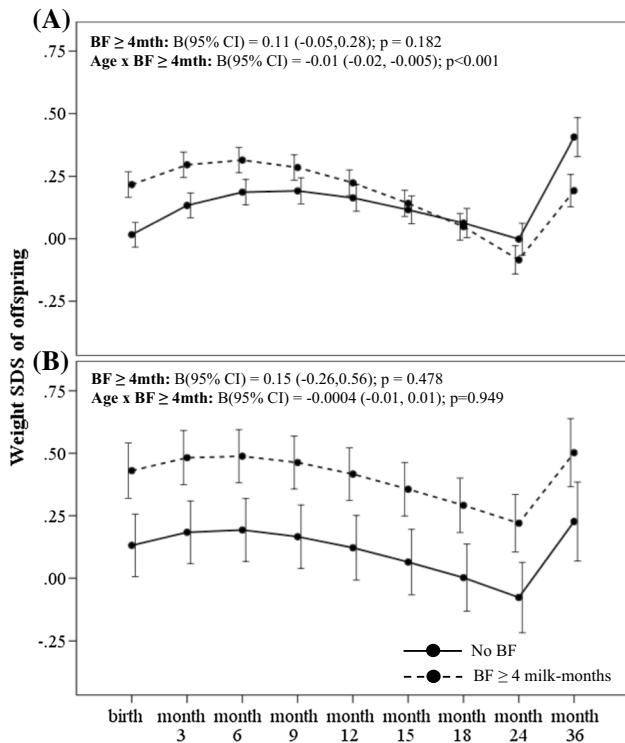 (A)
BF ≥ 4mth: B(95% CI) = 0.11 (-0.05,0.28); p = 0.182
Age x BF ≥ 4mth: B(95% CI) = -0.01 (-0.02, -0.005); p<0.001
.75
.50
.25
.00
-.25
(B)
BF ≥ 4mth: B(95% CI) = 0.15 (-0.26,0.56); p = 0.478
Age x BF ≥ 4mth: B(95% CI) = -0.0004 (-0.01, 0.01); p=0.949
.75
.50
.25
.00
-.25
Weight SDS of offspring
No BF
BF ≥ 4 milk-months
birth month month month month month month month month
3 6 9 12 15 18 24 36